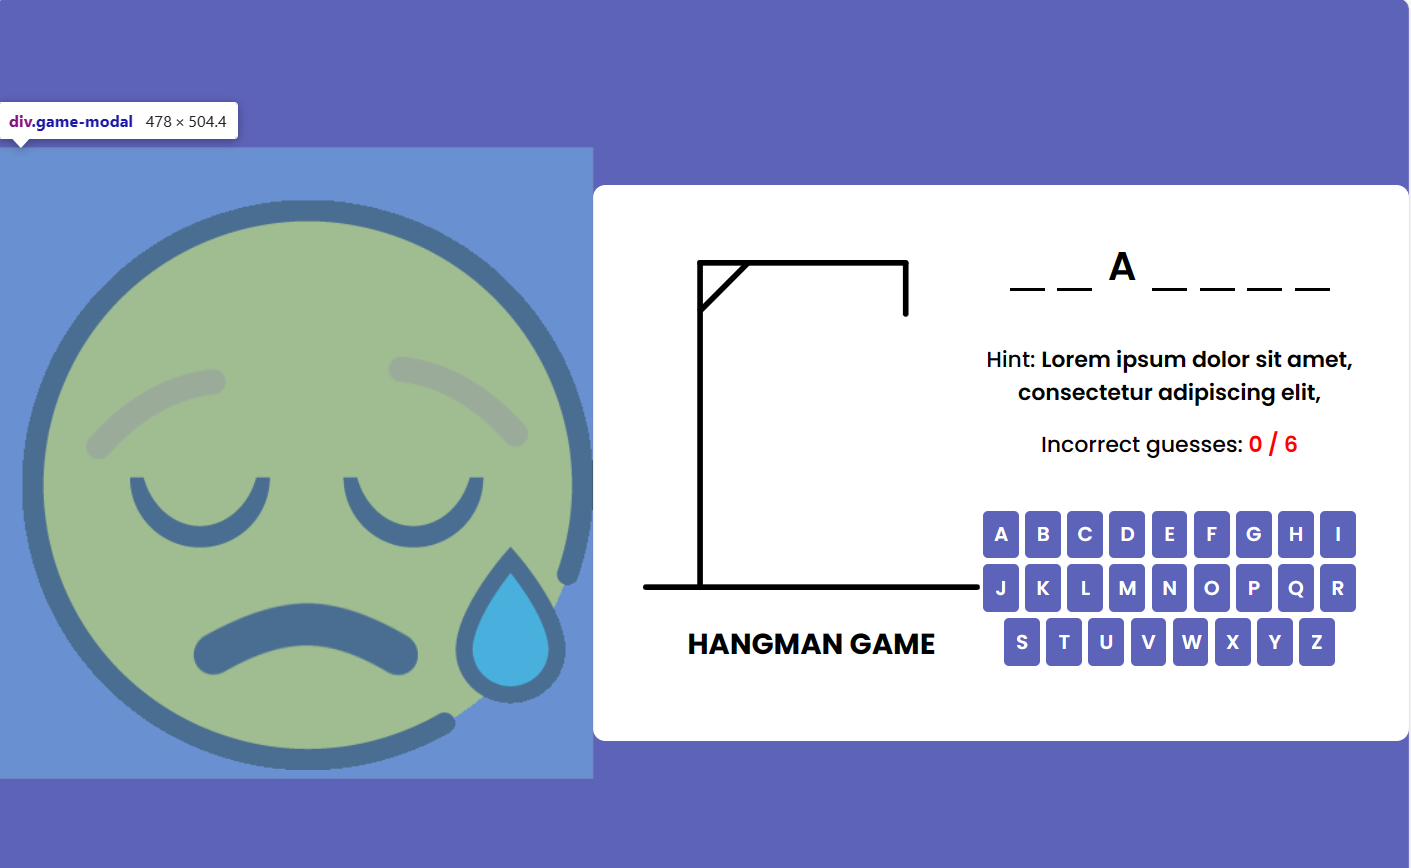 div.game-modal 478 × 504.4
A
Hint: Lorem ipsum dolor sit amet,
consectetur adipiscing elit,
Incorrect guesses: 0 / 6
A B C D E F G H I
J K L M N O P Q R
S T U V W X Y Z
HANGMAN GAME